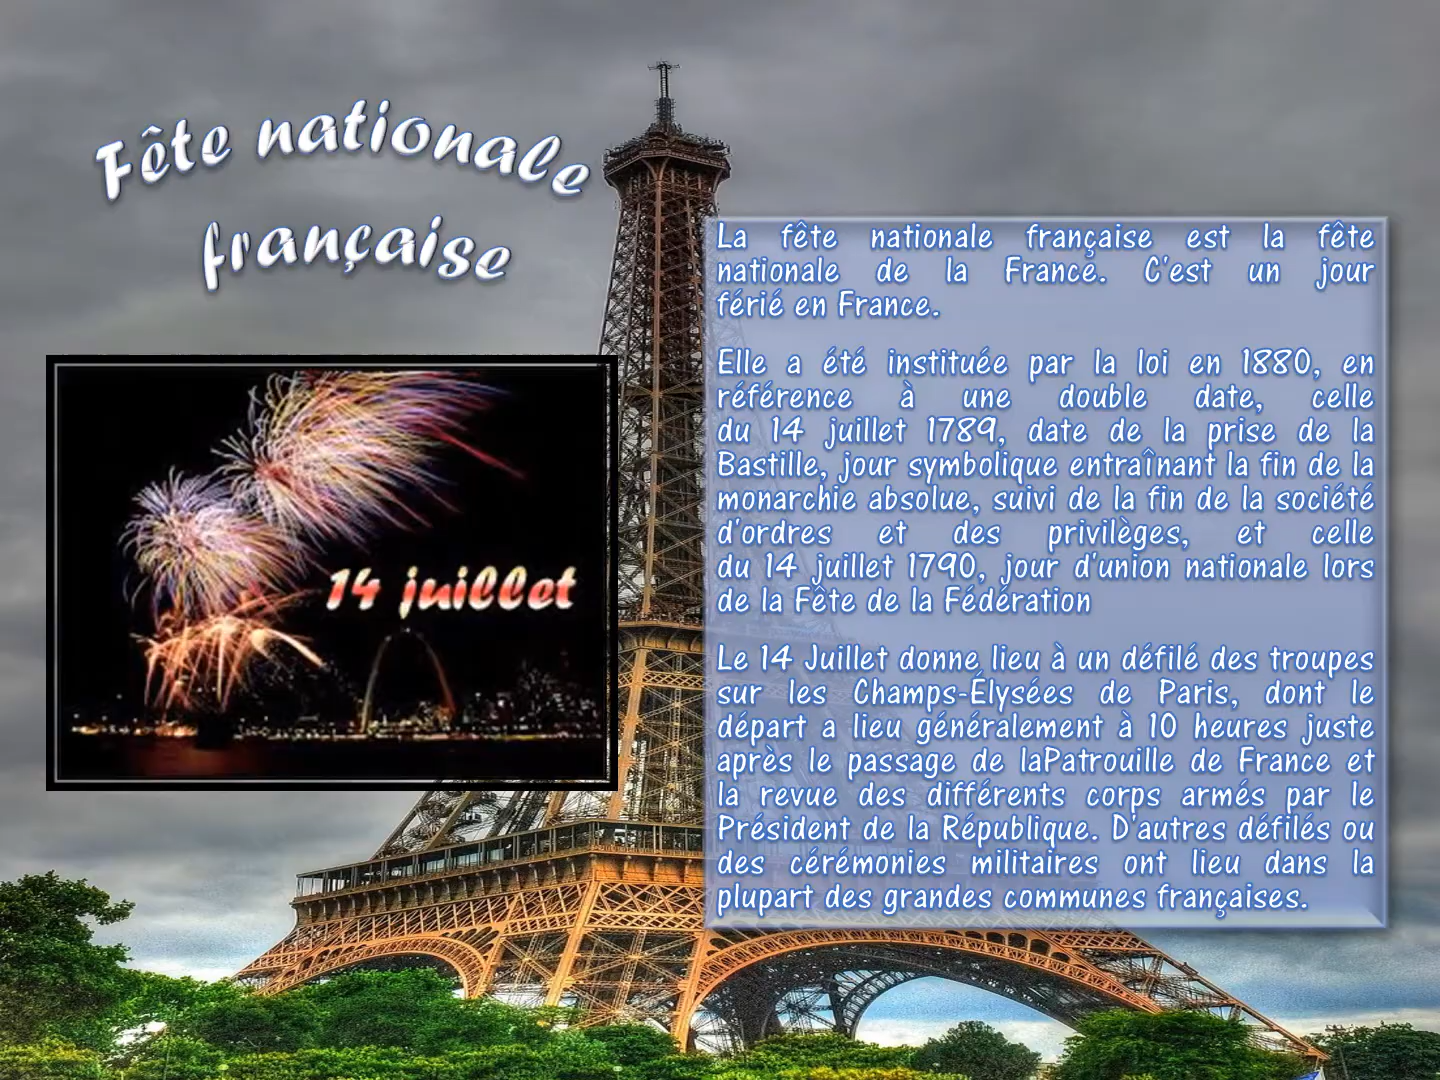 Fête nationale
française
14 juillet
La fête nationale française est la fête
nationale de la France. C'est un jour
férié en France.
Elle a été instituée par la loi en 1880, en
référence à une double date, celle
du 14 juillet 1789, date de la prise de la
Bastille, jour symbolique entraînant la fin de la
monarchie absolue, suivi de la fin de la société
d'ordres et des privilèges, et celle
du 14 juillet 1790, jour d'union nationale lors
de la Fête de la Fédération
Le 14 Juillet donne lieu à un défilé des troupes
sur les Champs-Élysées de Paris, dont le
départ a lieu généralement à 10 heures juste
après le passage de laPatrouille de France et
la revue des différents corps armés par le
Président de la République. D'autres défilés ou
des cérémonies militaires ont lieu dans la
plupart des grandes communes françaises.